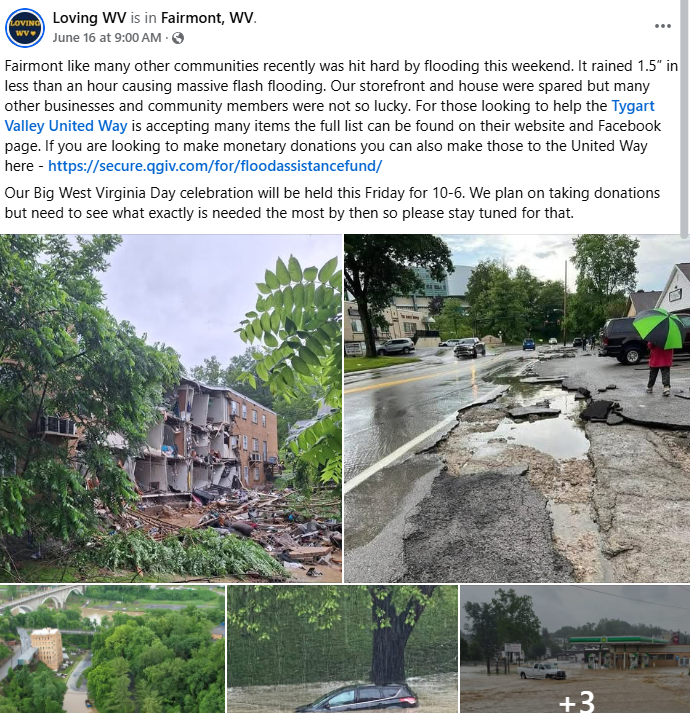 LOVING
WV
Loving WV is in Fairmont, WV.
June 16 at 9:00 AM ·
Fairmont like many other communities recently was hit hard by flooding this weekend. It rained 1.5” in
less than an hour causing massive flash flooding. Our storefront and house were spared but many
other businesses and community members were not so lucky. For those looking to help the Tygart
Valley United Way is accepting many items the full list can be found on their website and Facebook
page. If you are looking to make monetary donations you can also make those to the United Way
here - https://secure.qgiv.com/for/floodassistancefund/
Our Big West Virginia Day celebration will be held this Friday for 10-6. We plan on taking donations
but need to see what exactly is needed the most by then so please stay tuned for that.
+3